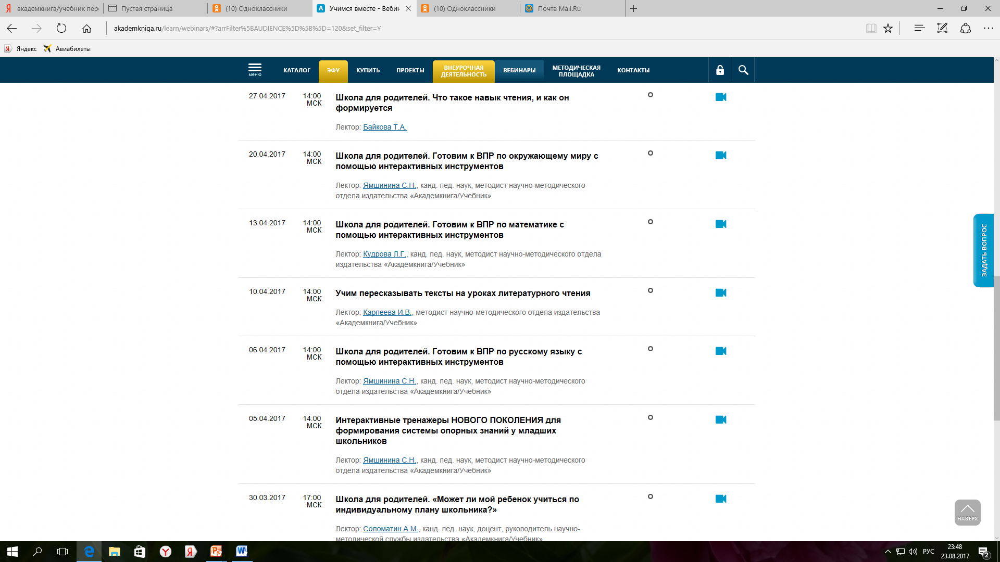 академкнига/учебник пер
Пустая страница
(10) Одноклассники
Учимся вместе - Вебин
(10) Одноклассники
Почта Mail.Ru
akademkniga.ru/learn/webinars/#?arrFilter%5BAUDIENCE%5D%5B%5D=120&set_filter=Y
Яндекс
Авиабилеты
меню
КАТАЛОГ
ЭФУ
КУПИТЬ
ПРОЕКТЫ
ВНЕУРОЧНАЯ
ДЕЯТЕЛЬНОСТЬ
ВЕБИНАРЫ
МЕТОДИЧЕСКАЯ
ПЛОЩАДКА
КОНТАКТЫ
27.04.2017
14:00
МСК
Школа для родителей. Что такое навык чтения, и как он
формируется
Лектор: Байкова Т.А.
20.04.2017
14:00
МСК
Школа для родителей. Готовим к ВПР по окружающему миру с
помощью интерактивных инструментов
Лектор: Ямшинина С.Н., канд. пед. наук, методист научно-методического
отдела издательства «Академкнига/Учебник»
13.04.2017
14:00
МСК
Школа для родителей. Готовим к ВПР по математике с
помощью интерактивных инструментов
Лектор: Кудрова Л.Г., канд. пед. наук, методист научно-методического отдела
издательства «Академкнига/Учебник»
10.04.2017
14:00
МСК
Учим пересказывать тексты на уроках литературного чтения
Лектор: Карпеева И.В., методист научно-методического отдела издательства
«Академкнига/Учебник»
06.04.2017
14:00
МСК
Школа для родителей. Готовим к ВПР по русскому языку с
помощью интерактивных инструментов
Лектор: Ямшинина С.Н., канд. пед. наук, методист научно-методического
отдела издательства «Академкнига/Учебник»
05.04.2017
14:00
МСК
Интерактивные тренажеры НОВОГО ПОКОЛЕНИЯ для
формирования системы опорных знаний у младших
школьников
Лектор: Ямшинина С.Н., канд. пед. наук, методист научно-методического
отдела издательства «Академкнига/Учебник»
30.03.2017
17:00
МСК
Школа для родителей. «Может ли мой ребенок учиться по
индивидуальному плану школьника?»
Лектор: Соломатин А.М., канд. пед. наук, доцент, руководитель научно-
методической службы издательства «Академкнига/Учебник»
ЗАДАТЬ ВОПРОС
НАВЕРХ
РУС
23:48
23.08.2017
2